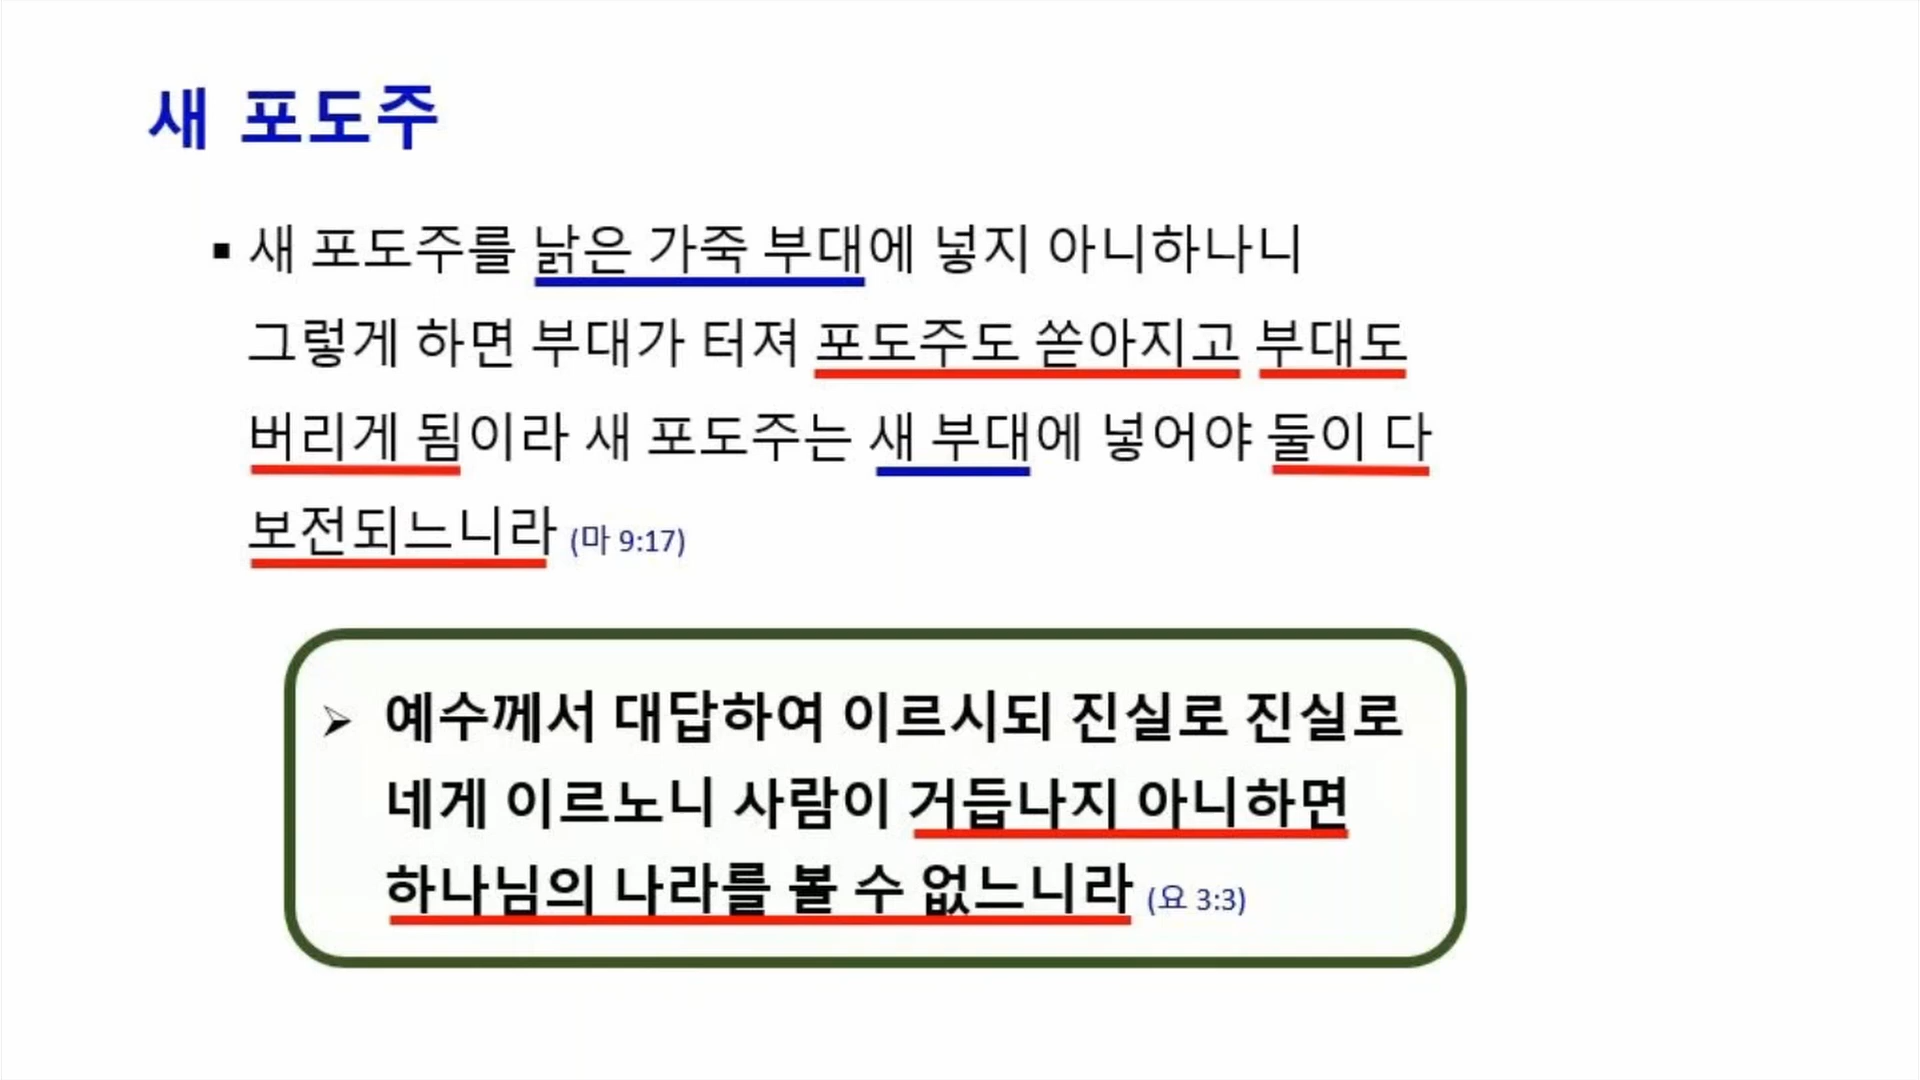 새 포도주
▪ 새 포도주를 낡은 가죽 부대에 넣지 아니하나니
그렇게 하면 부대가 터져 포도주도 쏟아지고 부대도
버리게 됨이라 새 포도주는 새 부대에 넣어야 둘이 다
보전되느니라 (마 9:17)
➢ 예수께서 대답하여 이르시되 진실로 진실로
네게 이르노니 사람이 거듭나지 아니하면
하나님의 나라를 볼 수 없느니라 (요 3:3)